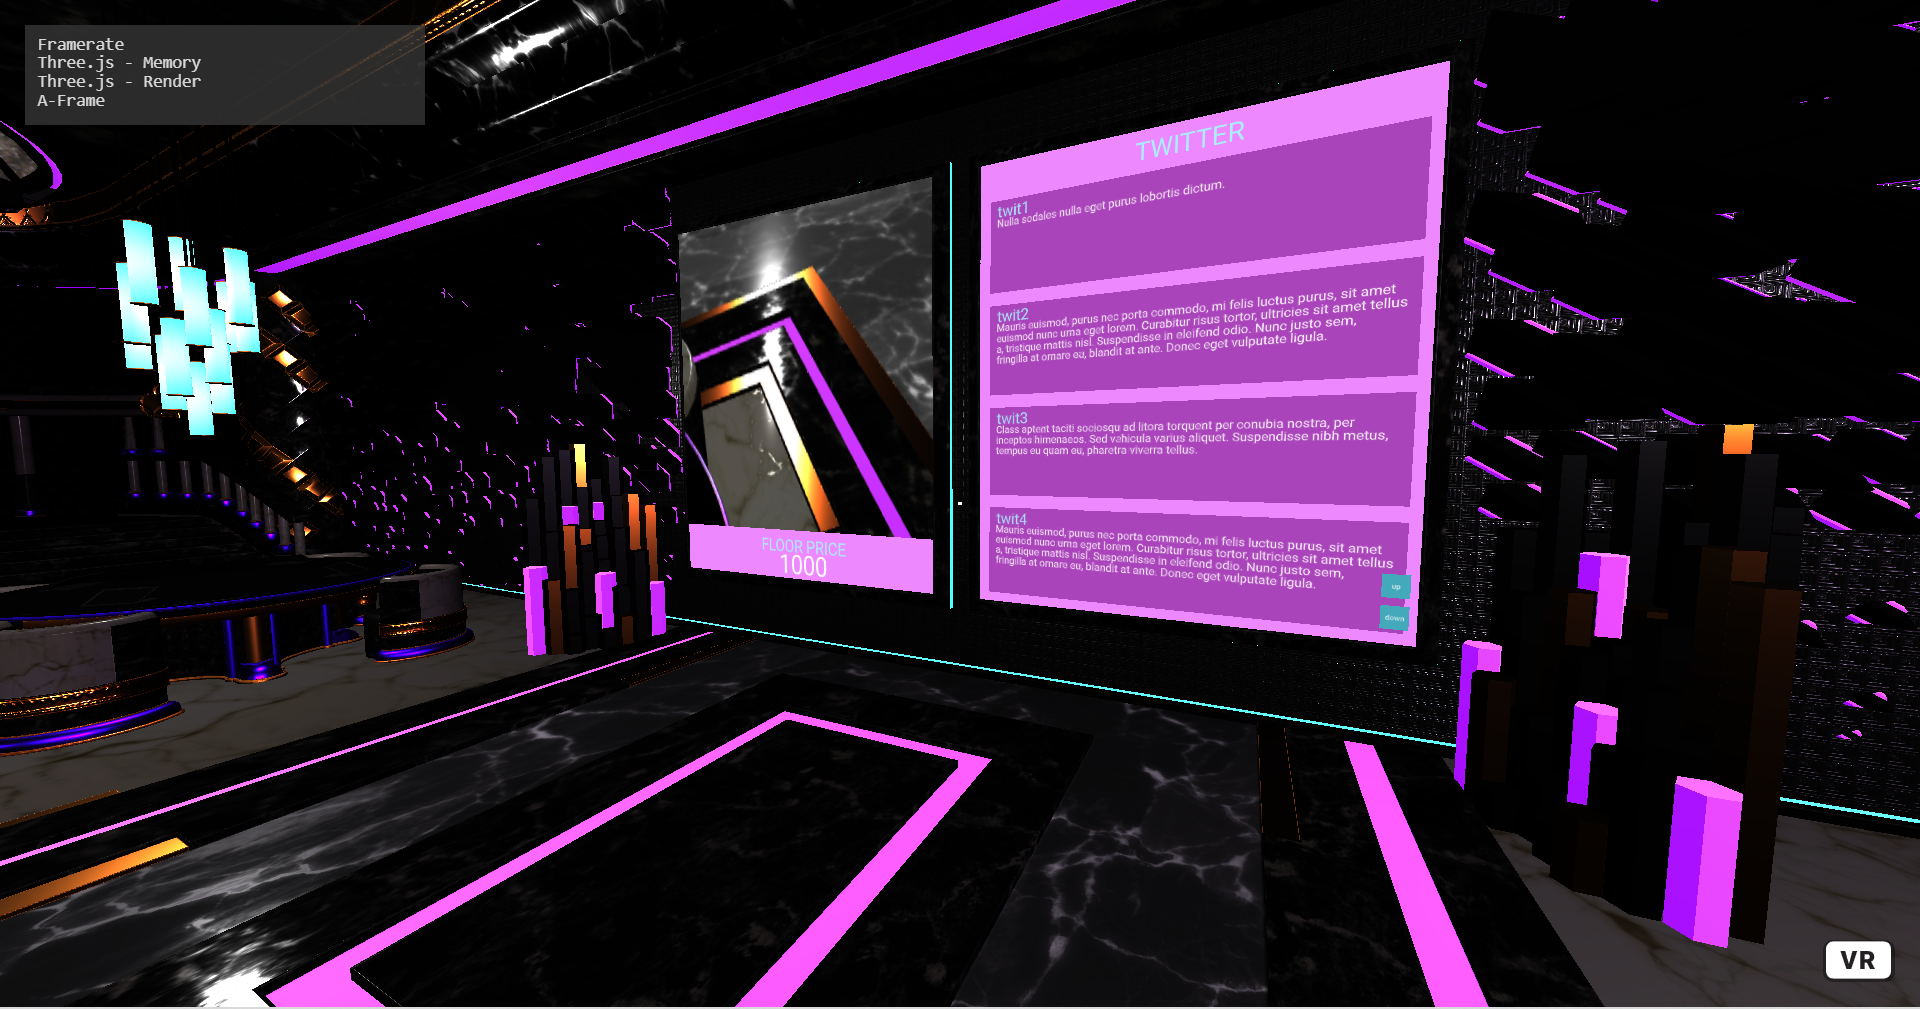 Framerate
Three.js - Memory
Three.js - Render
A-Frame
TWITTER
twit1
Nulla sodales nulla eget purus lobortis dictum.
twit2
Mauris euismod, purus nec porta commodo, mi felis luctus purus, sit amet
euismod nunc urna eget lorem. Curabitur risus tortor, ultricies sit amet tellus
a, tristique mattis nisl. Suspendisse in eleifend odio. Nunc justo sem,
fringilla at ornare eu, blandit at ante. Donec eget vulputate ligula.
twit3
Class aptent taciti sociosqu ad litora torquent per conubia nostra, per
inceptos himenaeos. Sed vehicula varius aliquet. Suspendisse nibh metus,
tempus eu quam eu, pharetra viverra tellus.
twit4
Mauris euismod, purus nec porta commodo, mi felis luctus purus, sit amet
euismod nunc urna eget lorem. Curabitur risus tortor, ultricies sit amet tellus
a, tristique mattis nisl. Suspendisse in eleifend odio. Nunc justo sem,
fringilla at ornare eu, blandit at ante. Donec eget vulputate ligula.
up
down
FLOOR PRICE
1000
VR